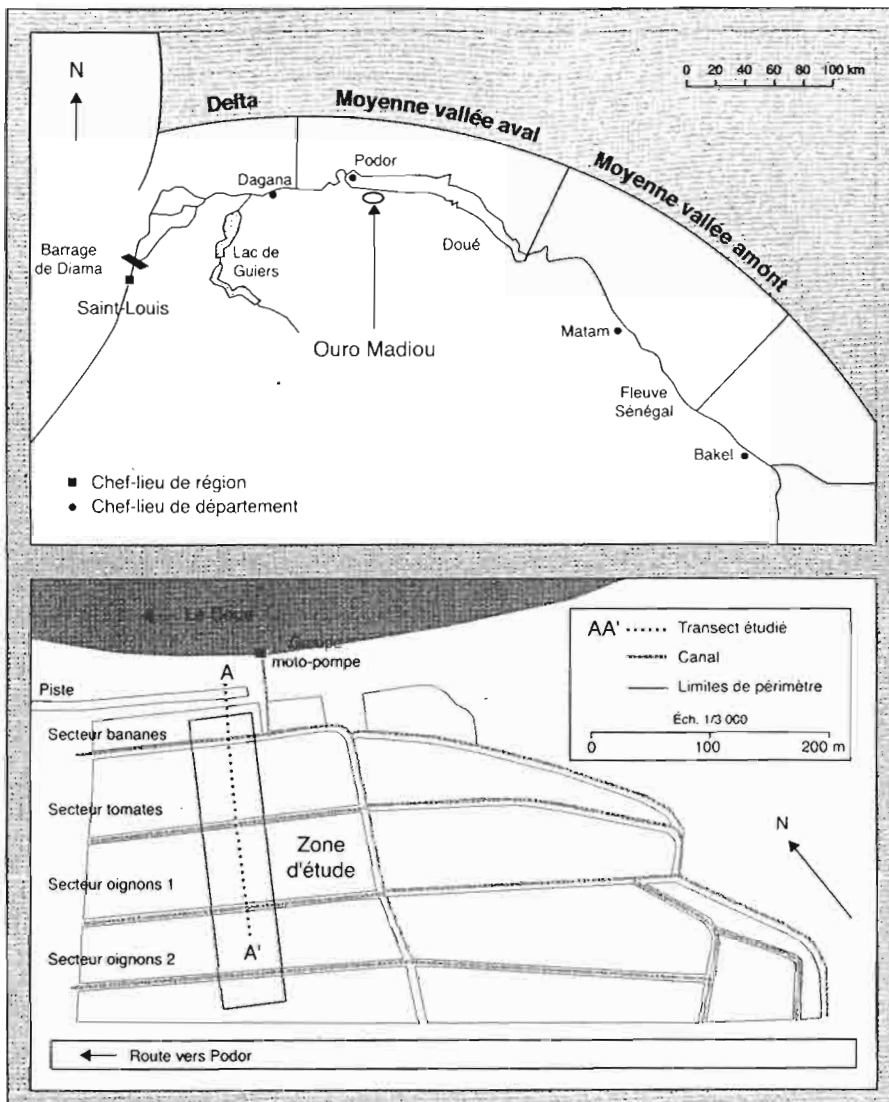 N
0 20 40 60 80 100 km
Delta
Moyenne vallée aval
Moyenne vallée amont
Podor
Dagana
Barrage
de Diama
Lac de
Guiers
Doué
Saint-Louis
Ouro Madiou
Matam
Fleuve
Sénégal
Bakel
■ Chef-lieu de région
● Chef-lieu de département
Le Doué
Groupe
moto-pompe
A
Piste
AA' Transect étudié
Canal
Limites de périmètre
Éch. 1/3 000
0 100 200 m
Secteur bananes
Secteur tomates
Zone
d'étude
N
Secteur oignons 1
A'
Secteur oignons 2
Route vers Podor